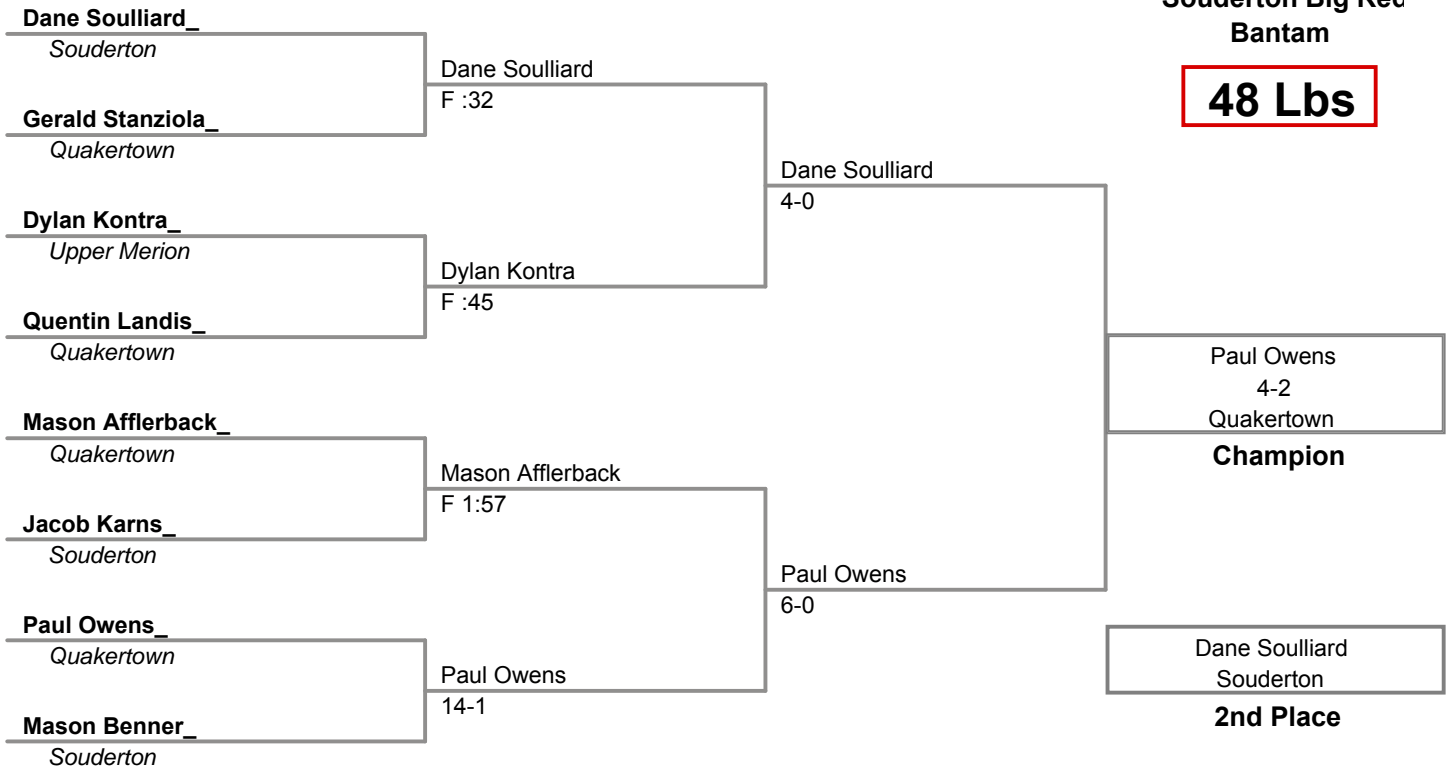 Souderton Big Red
Bantam
48 Lbs
Dane Soulliard_
Souderton
Gerald Stanziola_
Quakertown
Dylan Kontra_
Upper Merion
Quentin Landis_
Quakertown
Mason Afflerback_
Quakertown
Jacob Karns_
Souderton
Paul Owens_
Quakertown
Mason Benner_
Souderton
Dane Soulliard
F :32
Dylan Kontra
F :45
Mason Afflerback
F 1:57
Paul Owens
14-1
Dane Soulliard
4-0
Paul Owens
6-0
Paul Owens
4-2
Quakertown
Champion
Dane Soulliard
Souderton
2nd Place